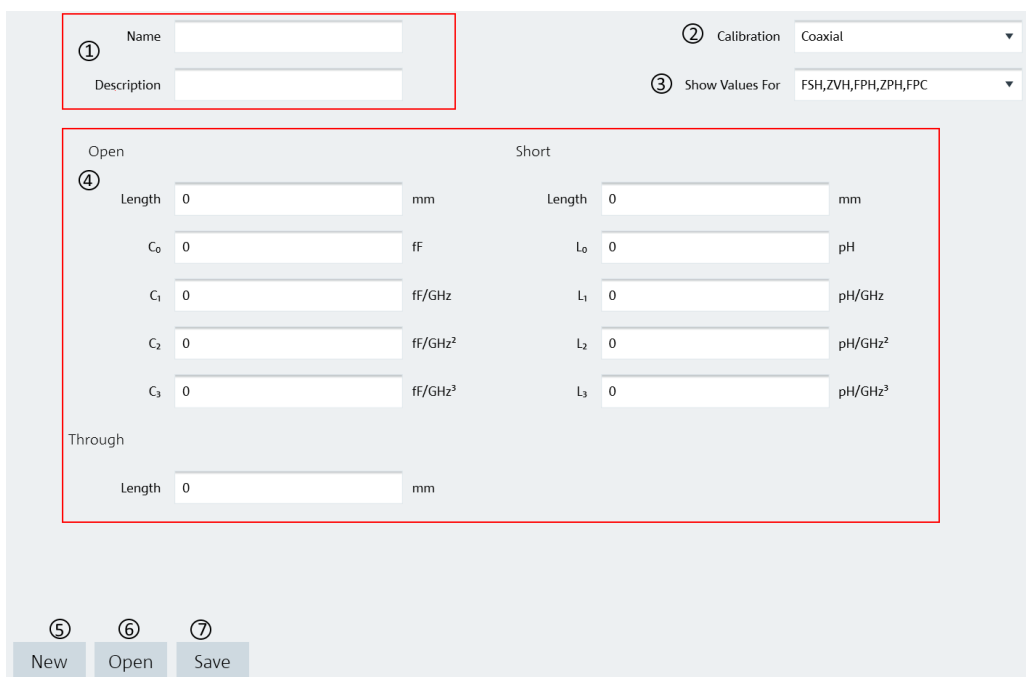 ① Name ② Calibration Coaxial
Description ③ Show Values For FSH,ZVH,FPH,ZPH,FPC
Open Short
④ Length 0 mm Length 0 mm
C₀ 0 fF L₀ 0 pH
C₁ 0 fF/GHz L₁ 0 pH/GHz
C₂ 0 fF/GHz² L₂ 0 pH/GHz²
C₃ 0 fF/GHz³ L₃ 0 pH/GHz³
Through
Length 0 mm
⑤ ⑥ ⑦
New Open Save